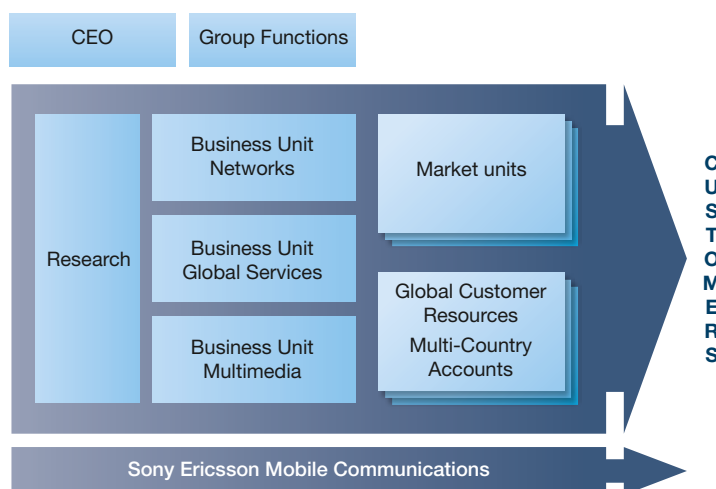 CEO
Group Functions
Research
Business Unit
Networks
Business Unit
Global Services
Business Unit
Multimedia
Market units
Global Customer
Resources
Multi-Country
Accounts
CUSTOMERS
Sony Ericsson Mobile Communications